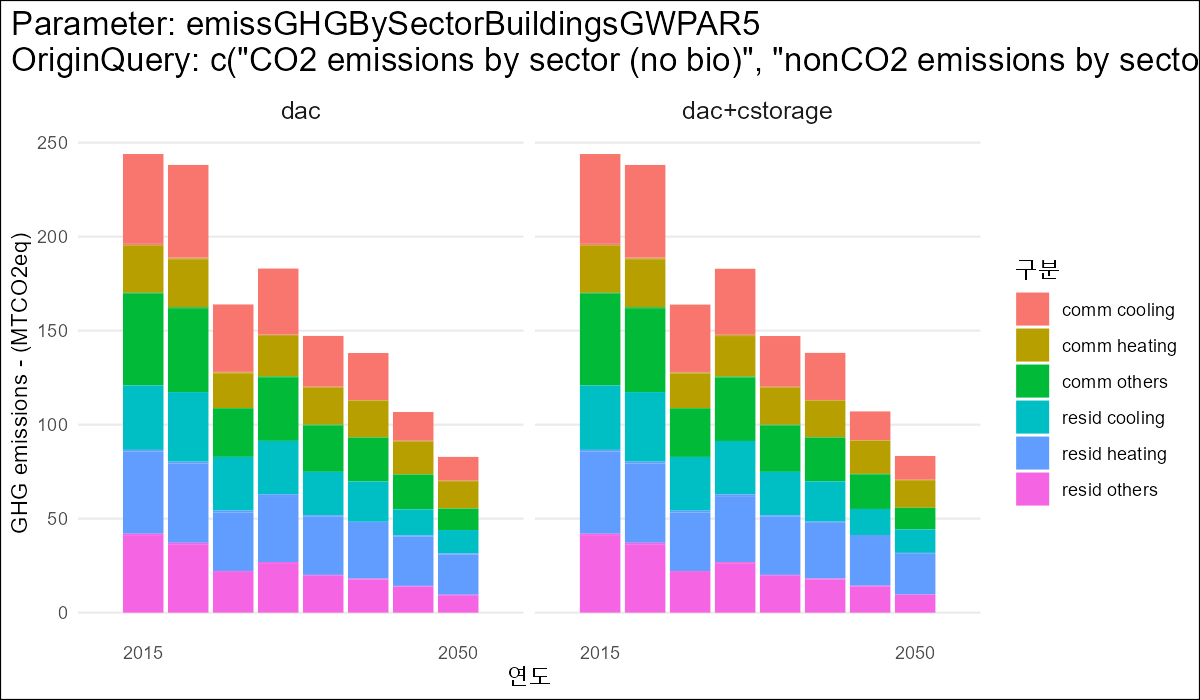 Parameter: emissGHGBySectorBuildingsGWPAR5
OriginQuery: c("CO2 emissions by sector (no bio)", "nonCO2 emissions by secto
dac
dac+cstorage
GHG emissions - (MTCO2eq)
250
200
150
100
50
0
2015
2050
2015
2050
연도
구분
comm cooling
comm heating
comm others
resid cooling
resid heating
resid others